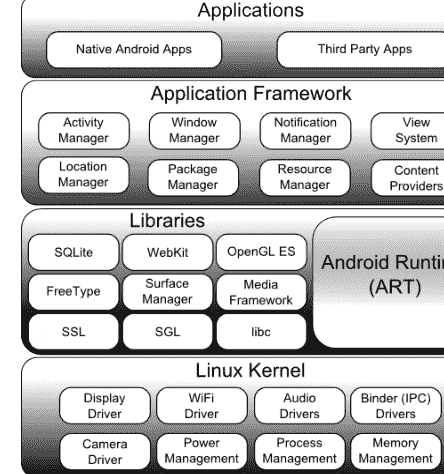 Applications
Native Android Apps
Third Party Apps
Application Framework
Activity
Manager
Window
Manager
Notification
Manager
View
System
Location
Manager
Package
Manager
Resource
Manager
Content
Providers
Libraries
SQLite
WebKit
OpenGL ES
Android Runti
(ART)
FreeType
Surface
Manager
Media
Framework
SSL
SGL
libc
Linux Kernel
Display
Driver
WiFi
Driver
Audio
Drivers
Binder (IPC)
Drivers
Camera
Driver
Power
Management
Process
Management
Memory
Management